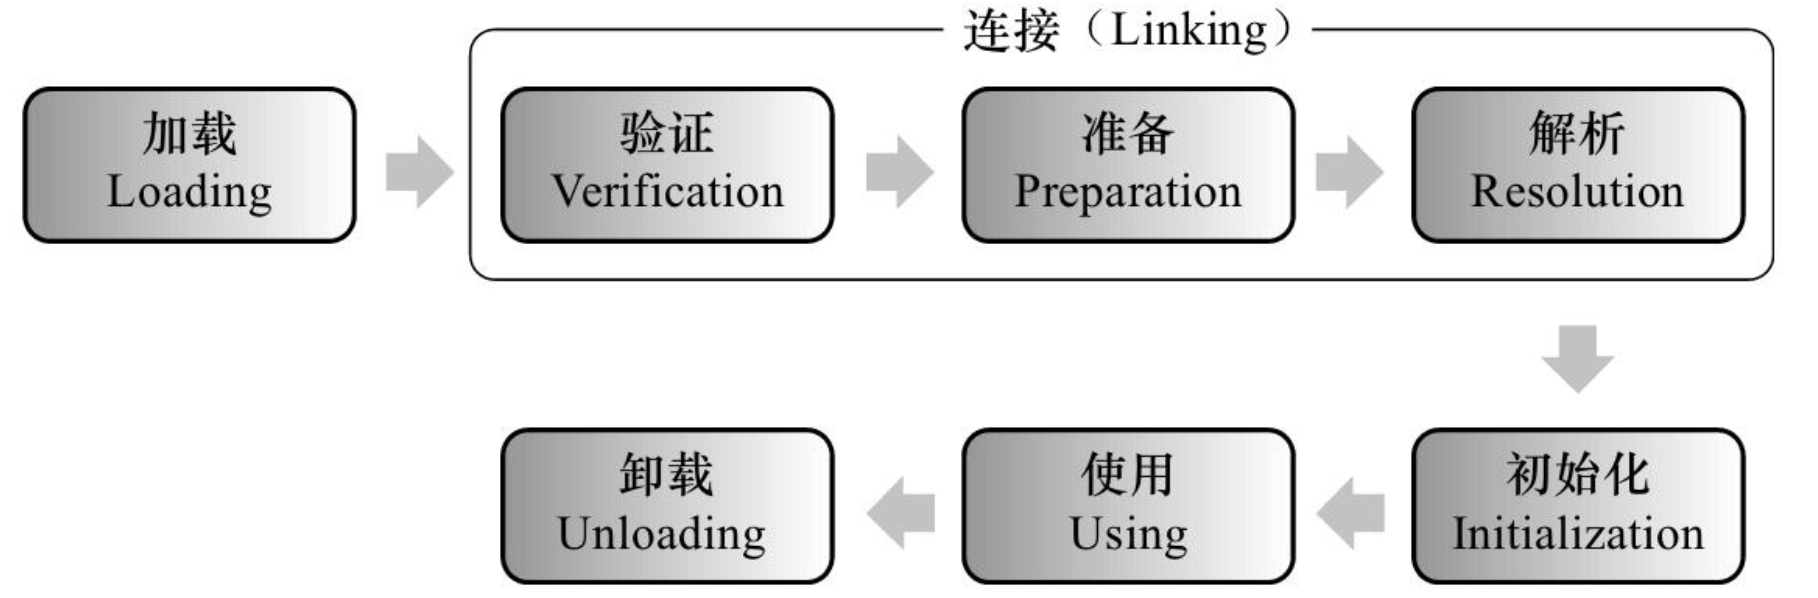 连接（Linking）
加载
Loading
验证
Verification
准备
Preparation
解析
Resolution
初始化
Initialization
使用
Using
卸载
Unloading